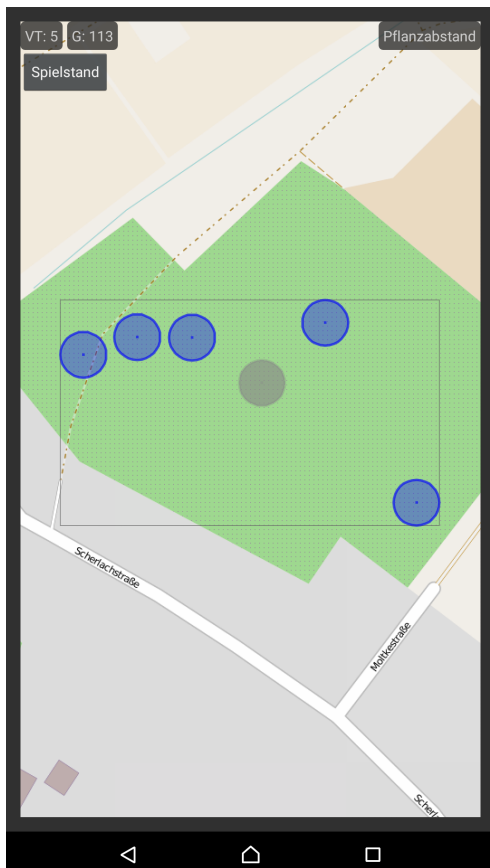 VT: 5 G: 113 Pflanzabstand
Spielstand
Scherlachstraße
Moltkestraße
Scherl